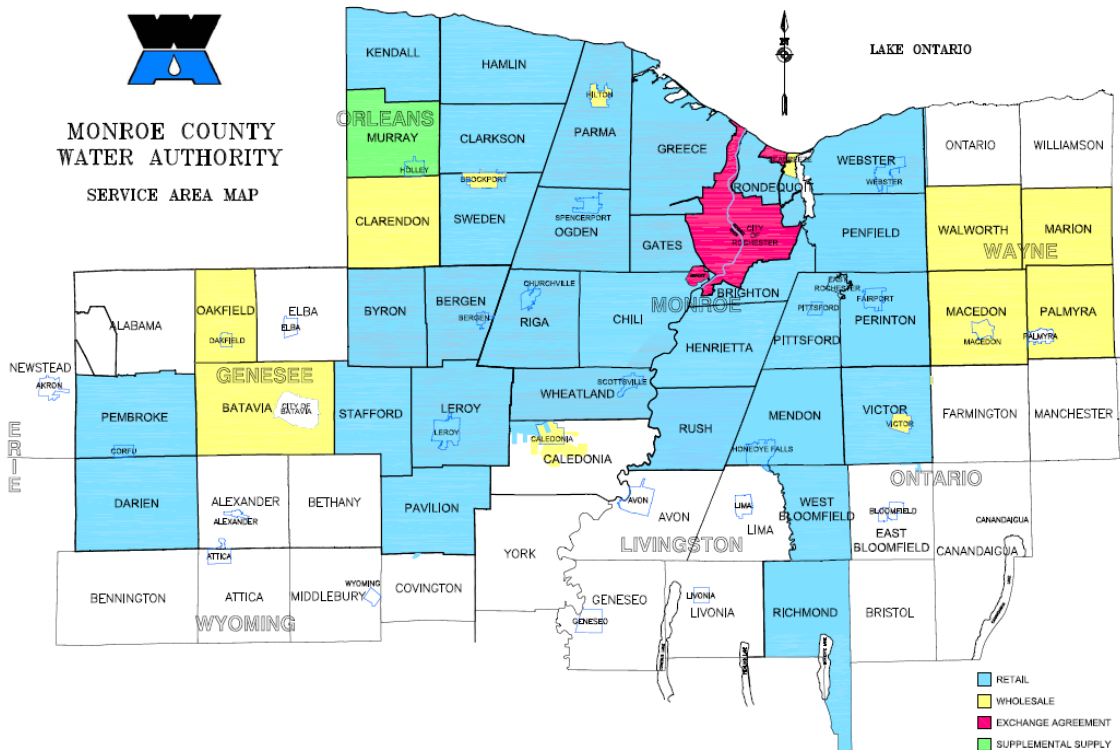 MONROE COUNTY
WATER AUTHORITY
SERVICE AREA MAP
N
LAKE ONTARIO
KENDALL
HAMLIN
HILTON
ORLEANS
MURRAY
HOLLEY
CLARKSON
PARMA
GREECE
WEBSTER
WEBSTER
ONTARIO
WILLIAMSON
BROCKPORT
RONDEQUOIT
CLARENDON
SWEDEN
SPENCERPORT
OGDEN
GATES
CITY
OF
ROCHESTER
PENFIELD
WALWORTH
MARION
WAYNE
ALABAMA
OAKFIELD
OAKFIELD
ELBA
ELBA
BYRON
BERGEN
BERGEN
CHURCHVILLE
RIGA
CHILI
BRIGHTON
MONROE
EAST
ROCHESTER
PITTSFORD
FAIRPORT
PERINTON
MACEDON
MACEDON
PALMYRA
PALMYRA
HENRIETTA
PITTSFORD
NEWSTEAD
AKRON
GENESEE
PEMBROKE
CORFU
BATAVIA
CITY OF
BATAVIA
STAFFORD
LEROY
LEROY
WHEATLAND
SCOTTSVILLE
RUSH
MENDON
HONEOYE FALLS
VICTOR
VICTOR
FARMINGTON
MANCHESTER
CALEDONIA
CALEDONIA
ERIE
DARIEN
ALEXANDER
ALEXANDER
BETHANY
PAVILION
AVON
AVON
LIMA
LIMA
WEST
BLOOMFIELD
ONTARIO
BLOOMFIELD
EAST
BLOOMFIELD
CANANDAIGUA
CANANDAIGUA
ATTICA
YORK
LIVINGSTON
BENNINGTON
ATTICA
MIDDLEBURY
WYOMING
COVINGTON
WYOMING
GENESEO
GENESEO
LIVONIA
LIVONIA
RICHMOND
BRISTOL
RETAIL
WHOLESALE
EXCHANGE AGREEMENT
SUPPLEMENTAL SUPPLY